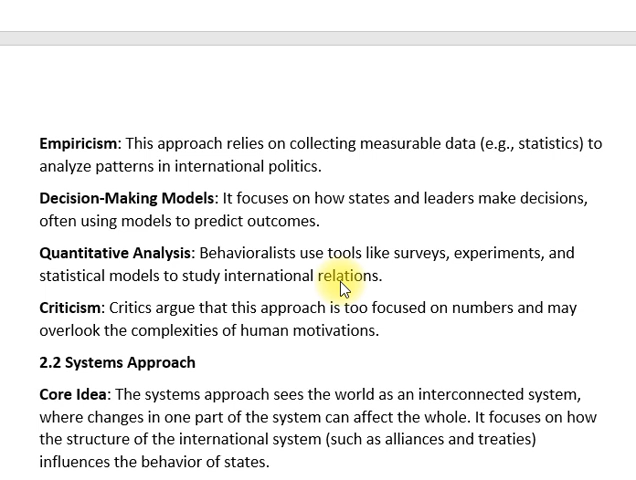 Empiricism: This approach relies on collecting measurable data (e.g., statistics) to
analyze patterns in international politics.
Decision-Making Models: It focuses on how states and leaders make decisions,
often using models to predict outcomes.
Quantitative Analysis: Behavioralists use tools like surveys, experiments, and
statistical models to study international relations.
Criticism: Critics argue that this approach is too focused on numbers and may
overlook the complexities of human motivations.
2.2 Systems Approach
Core Idea: The systems approach sees the world as an interconnected system,
where changes in one part of the system can affect the whole. It focuses on how
the structure of the international system (such as alliances and treaties)
influences the behavior of states.